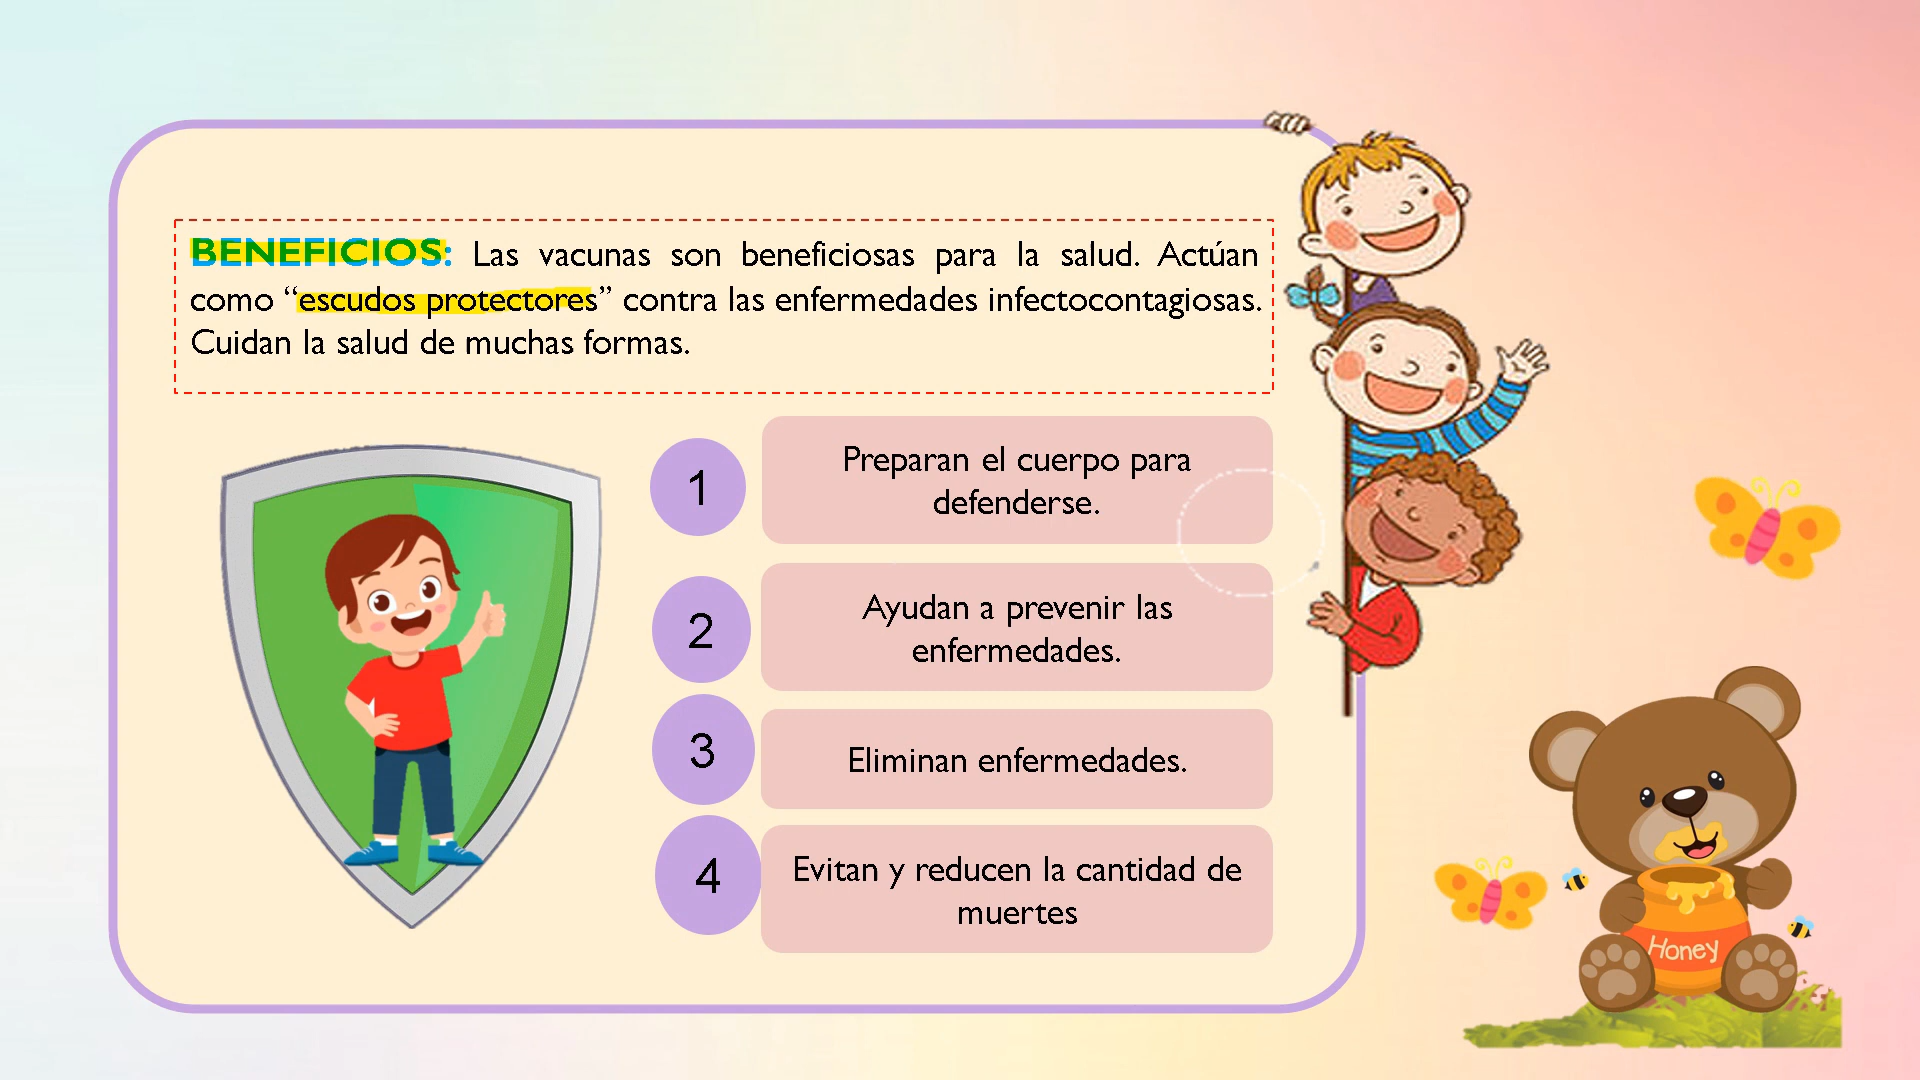 BENEFICIOS: Las vacunas son beneficiosas para la salud. Actúan
como “escudos protectores” contra las enfermedades infectocontagiosas.
Cuidan la salud de muchas formas.
1
Preparan el cuerpo para
defenderse.
2
Ayudan a prevenir las
enfermedades.
3
Eliminan enfermedades.
4
Evitan y reducen la cantidad de
muertes
Honey